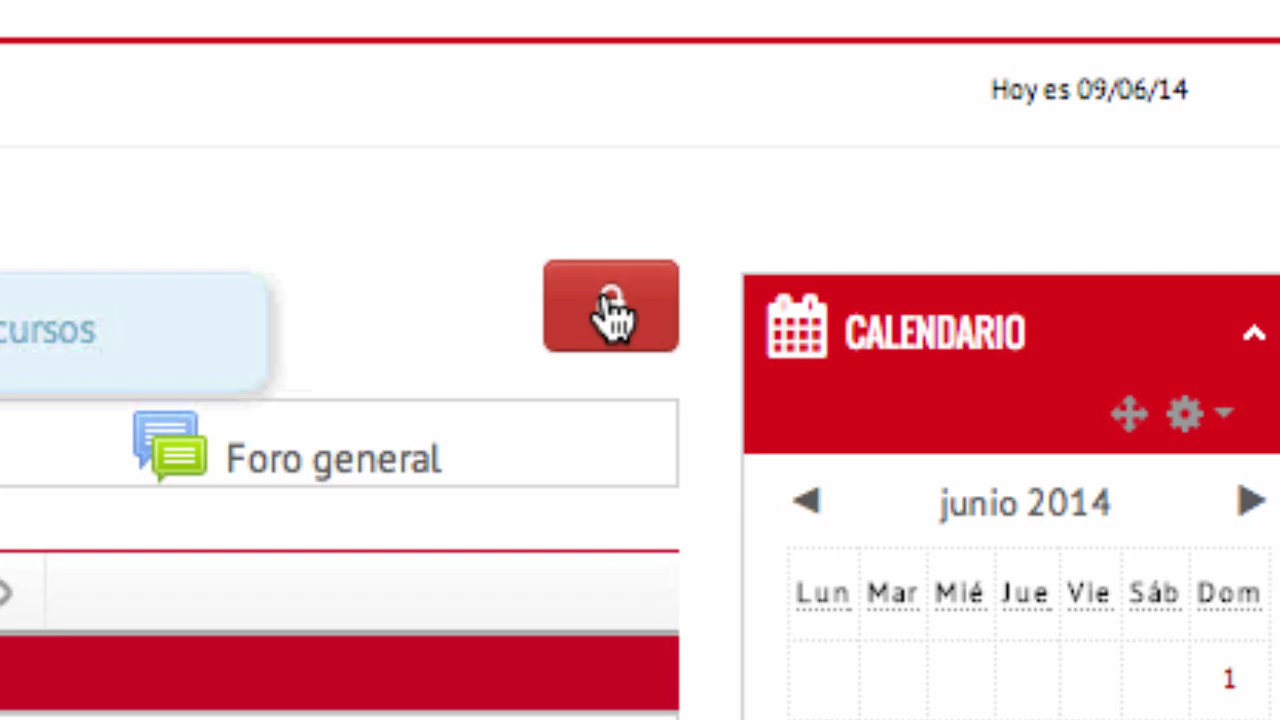 Hoy es 09/06/14
cursos
CALENDARIO
Foro general
junio 2014
Lun Mar Mié Jue Vie Sáb Dom
1